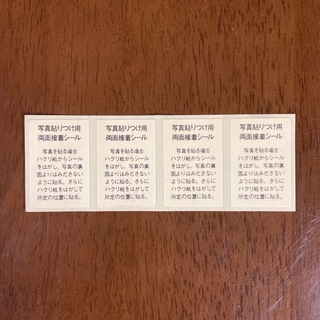 写真貼りつけ用
両面接着シール
写真を貼る場合
ハクリ紙からシール
をはがし、写真の裏
面よりはみださない
ように貼る。さらに
ハクリ紙をはがして
所定の位置に貼る。
写真貼りつけ用
両面接着シール
写真を貼る場合
ハクリ紙からシール
をはがし、写真の裏
面よりはみださない
ように貼る。さらに
ハクリ紙をはがして
所定の位置に貼る。
写真貼りつけ用
両面接着シール
写真を貼る場合
ハクリ紙からシール
をはがし、写真の裏
面よりはみださない
ように貼る。さらに
ハクリ紙をはがして
所定の位置に貼る。
写真貼りつけ用
両面接着シール
写真を貼る場合
ハクリ紙からシール
をはがし、写真の裏
面よりはみださない
ように貼る。さらに
ハクリ紙をはがして
所定の位置に貼る。